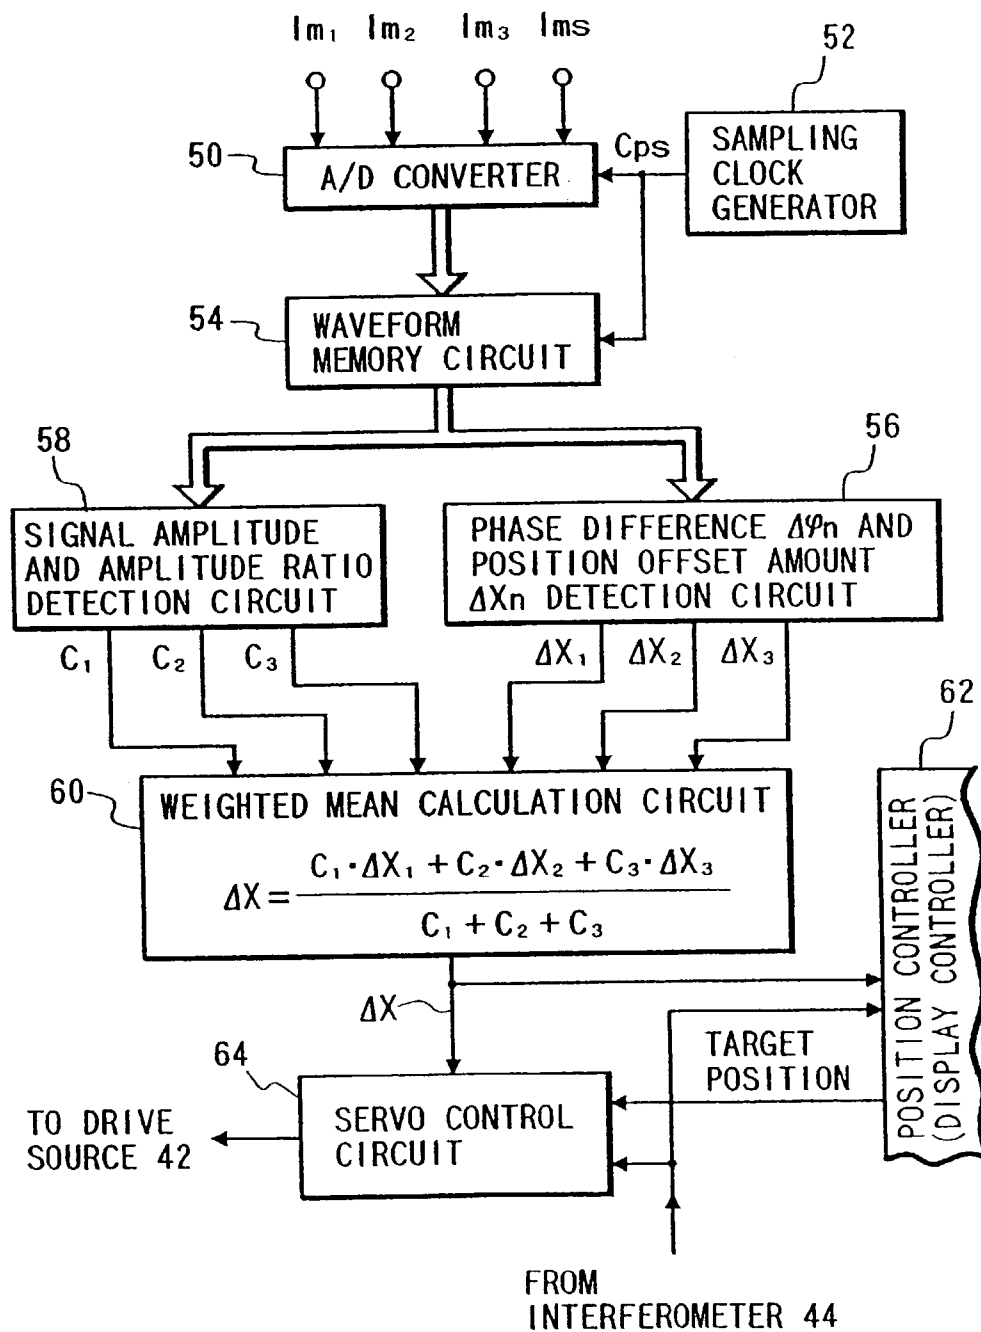 Im₁ Im₂ Im₃ Ims
52
50
A/D CONVERTER
Cps
SAMPLING
CLOCK
GENERATOR
54
WAVEFORM
MEMORY CIRCUIT
58
56
SIGNAL AMPLITUDE
AND AMPLITUDE RATIO
DETECTION CIRCUIT
PHASE DIFFERENCE Δφn AND
POSITION OFFSET AMOUNT
ΔXn DETECTION CIRCUIT
C₁ C₂ C₃
ΔX₁ ΔX₂ ΔX₃
62
60
WEIGHTED MEAN CALCULATION CIRCUIT
ΔX = C₁·ΔX₁ + C₂·ΔX₂ + C₃·ΔX₃
C₁ + C₂ + C₃
POSITION CONTROLLER
(DISPLAY CONTROLLER)
ΔX
64
TARGET
POSITION
SERVO CONTROL
CIRCUIT
TO DRIVE
SOURCE 42
FROM
INTERFEROMETER 44